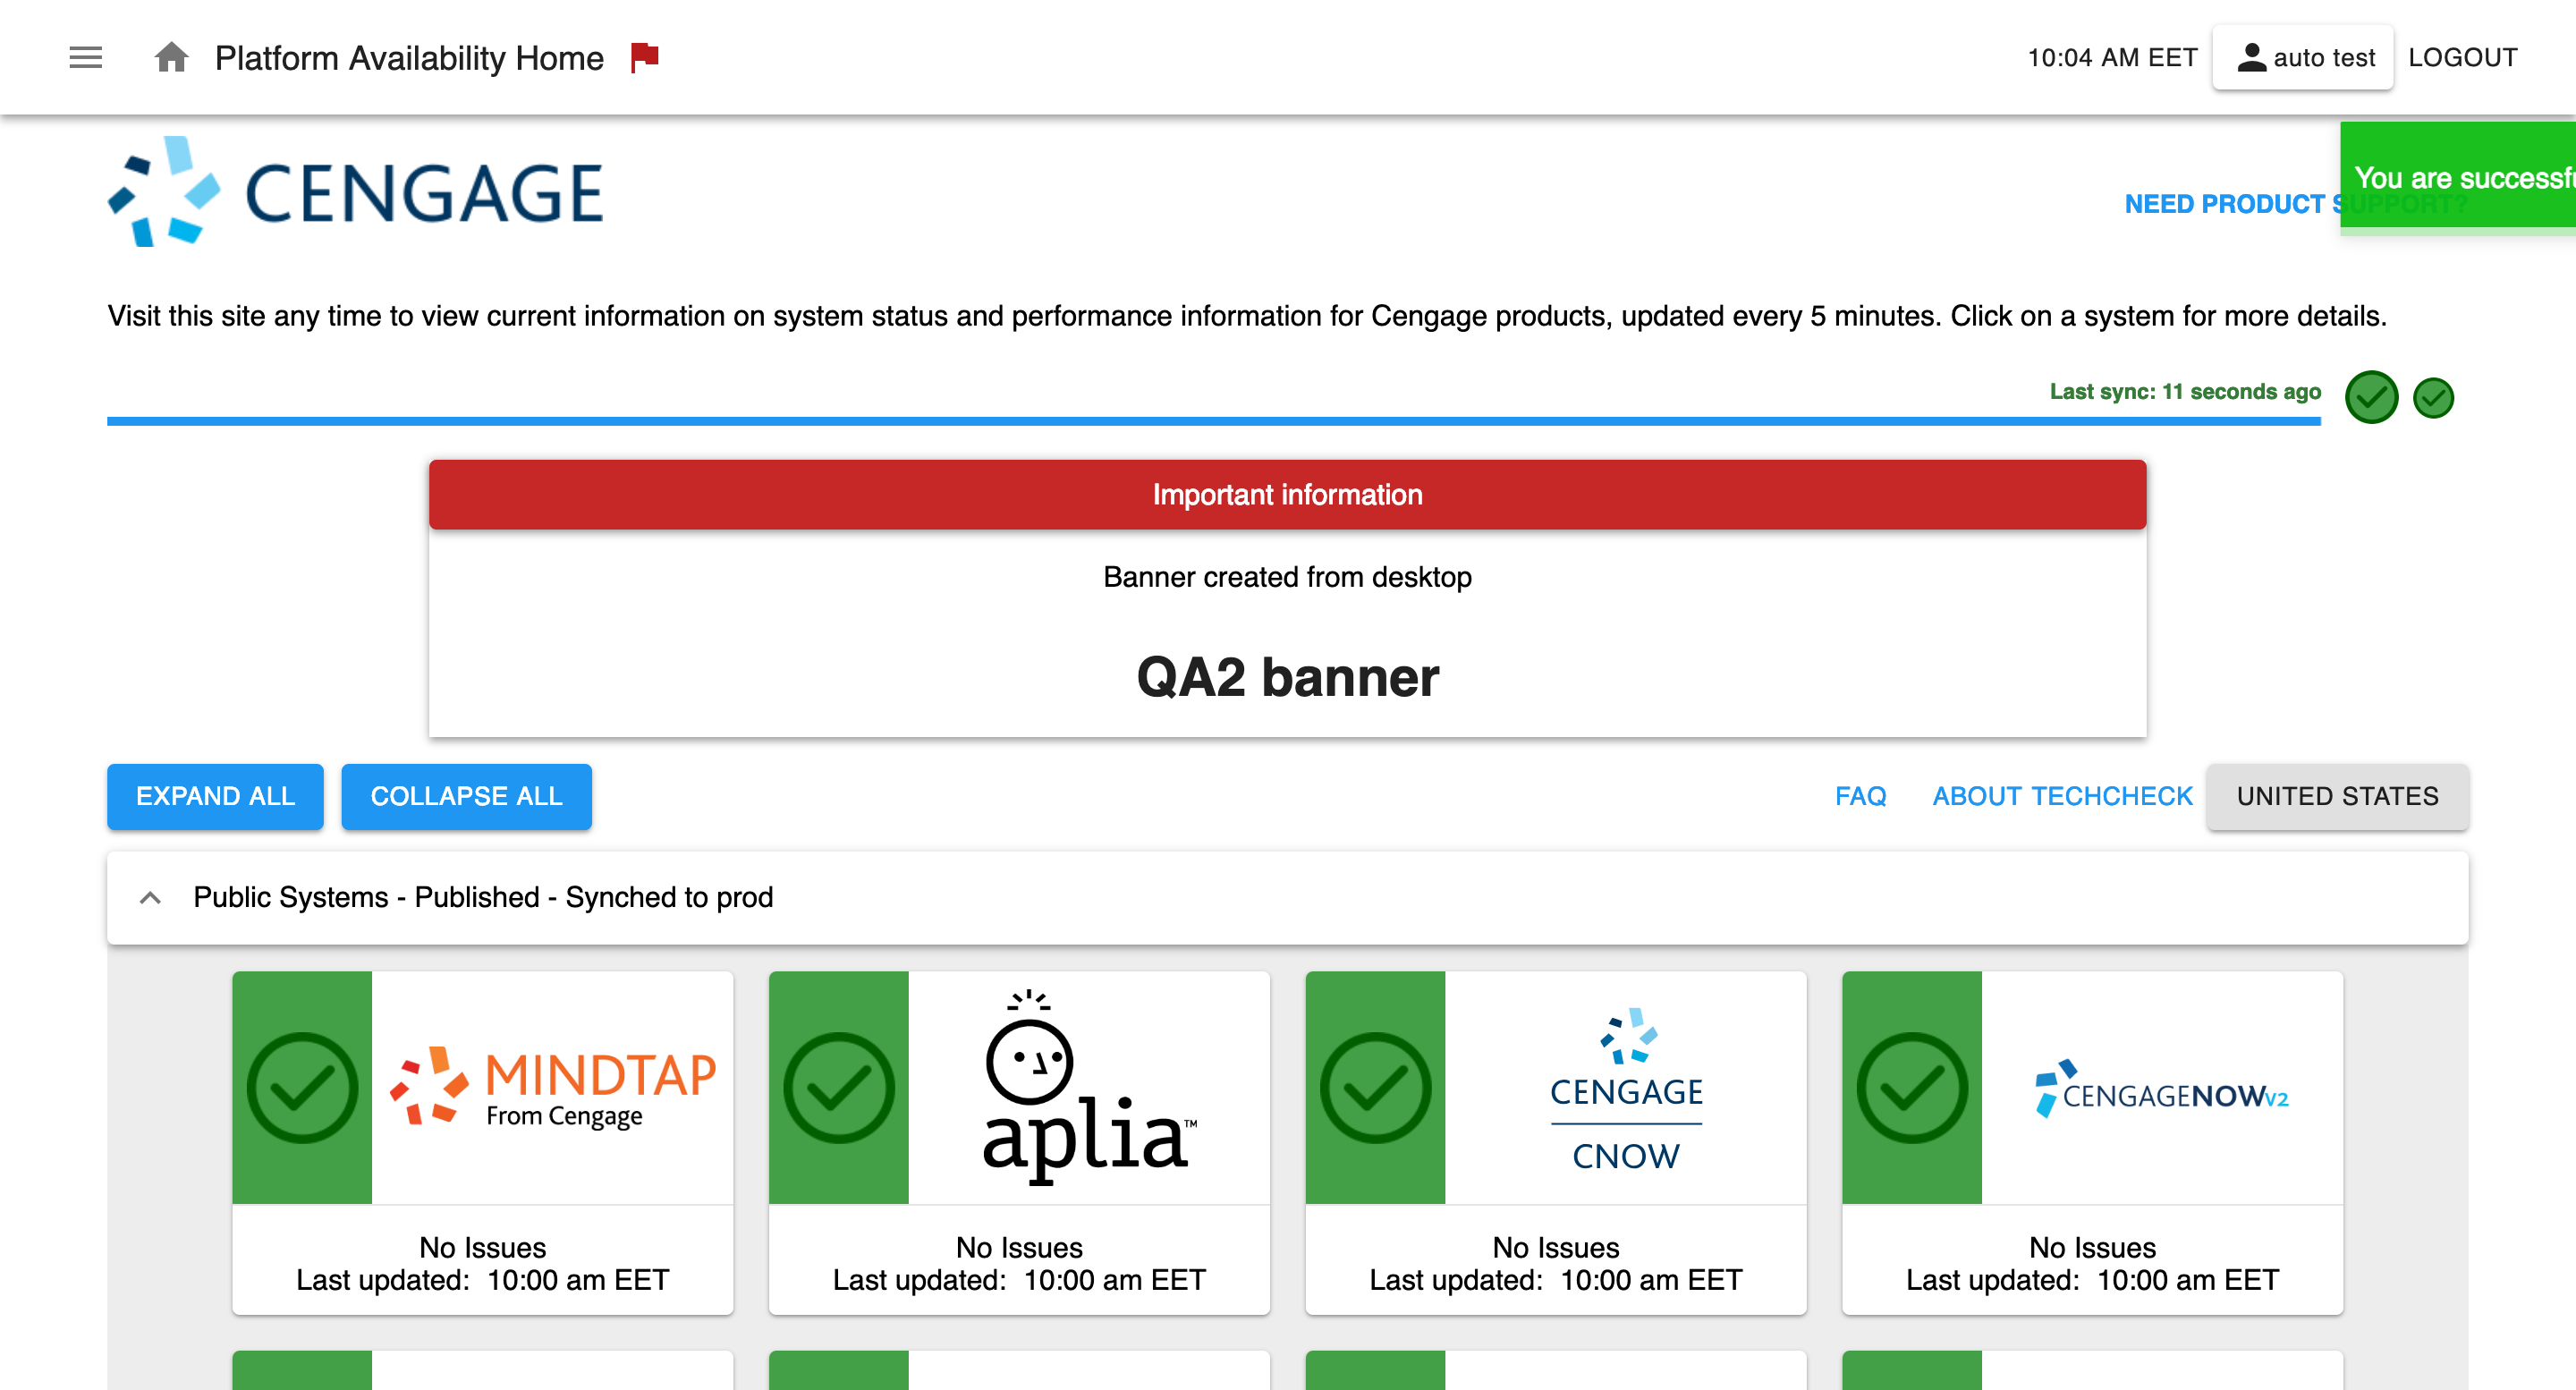 Platform Availability Home
10:04 AM EET
auto test
LOGOUT
CENGAGE
You are successfu
NEED PRODUCT SUPPORT?
Visit this site any time to view current information on system status and performance information for Cengage products, updated every 5 minutes. Click on a system for more details.
Last sync: 11 seconds ago
Important information
Banner created from desktop
QA2 banner
EXPAND ALL
COLLAPSE ALL
FAQ
ABOUT TECHCHECK
UNITED STATES
Public Systems - Published - Synched to prod
MINDTAP
From Cengage
No Issues
Last updated: 10:00 am EET
aplia™
No Issues
Last updated: 10:00 am EET
CENGAGE
CNOW
No Issues
Last updated: 10:00 am EET
CENGAGENOWV2
No Issues
Last updated: 10:00 am EET